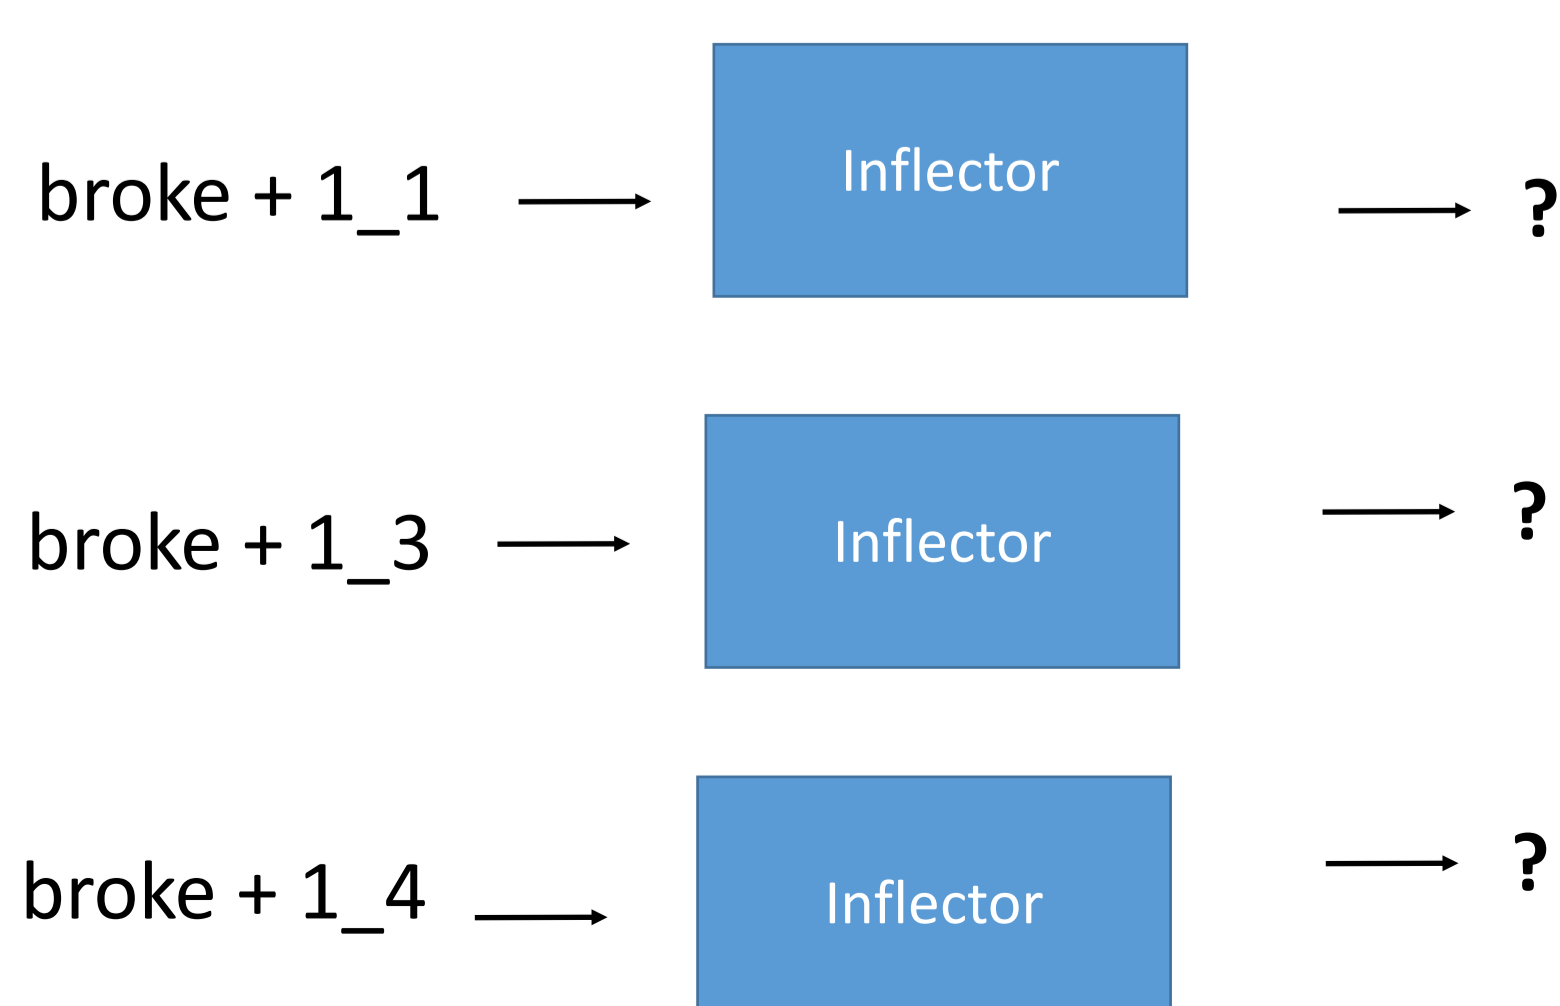 broke + 1_1
Inflector
?
broke + 1_3
Inflector
?
broke + 1_4
Inflector
?